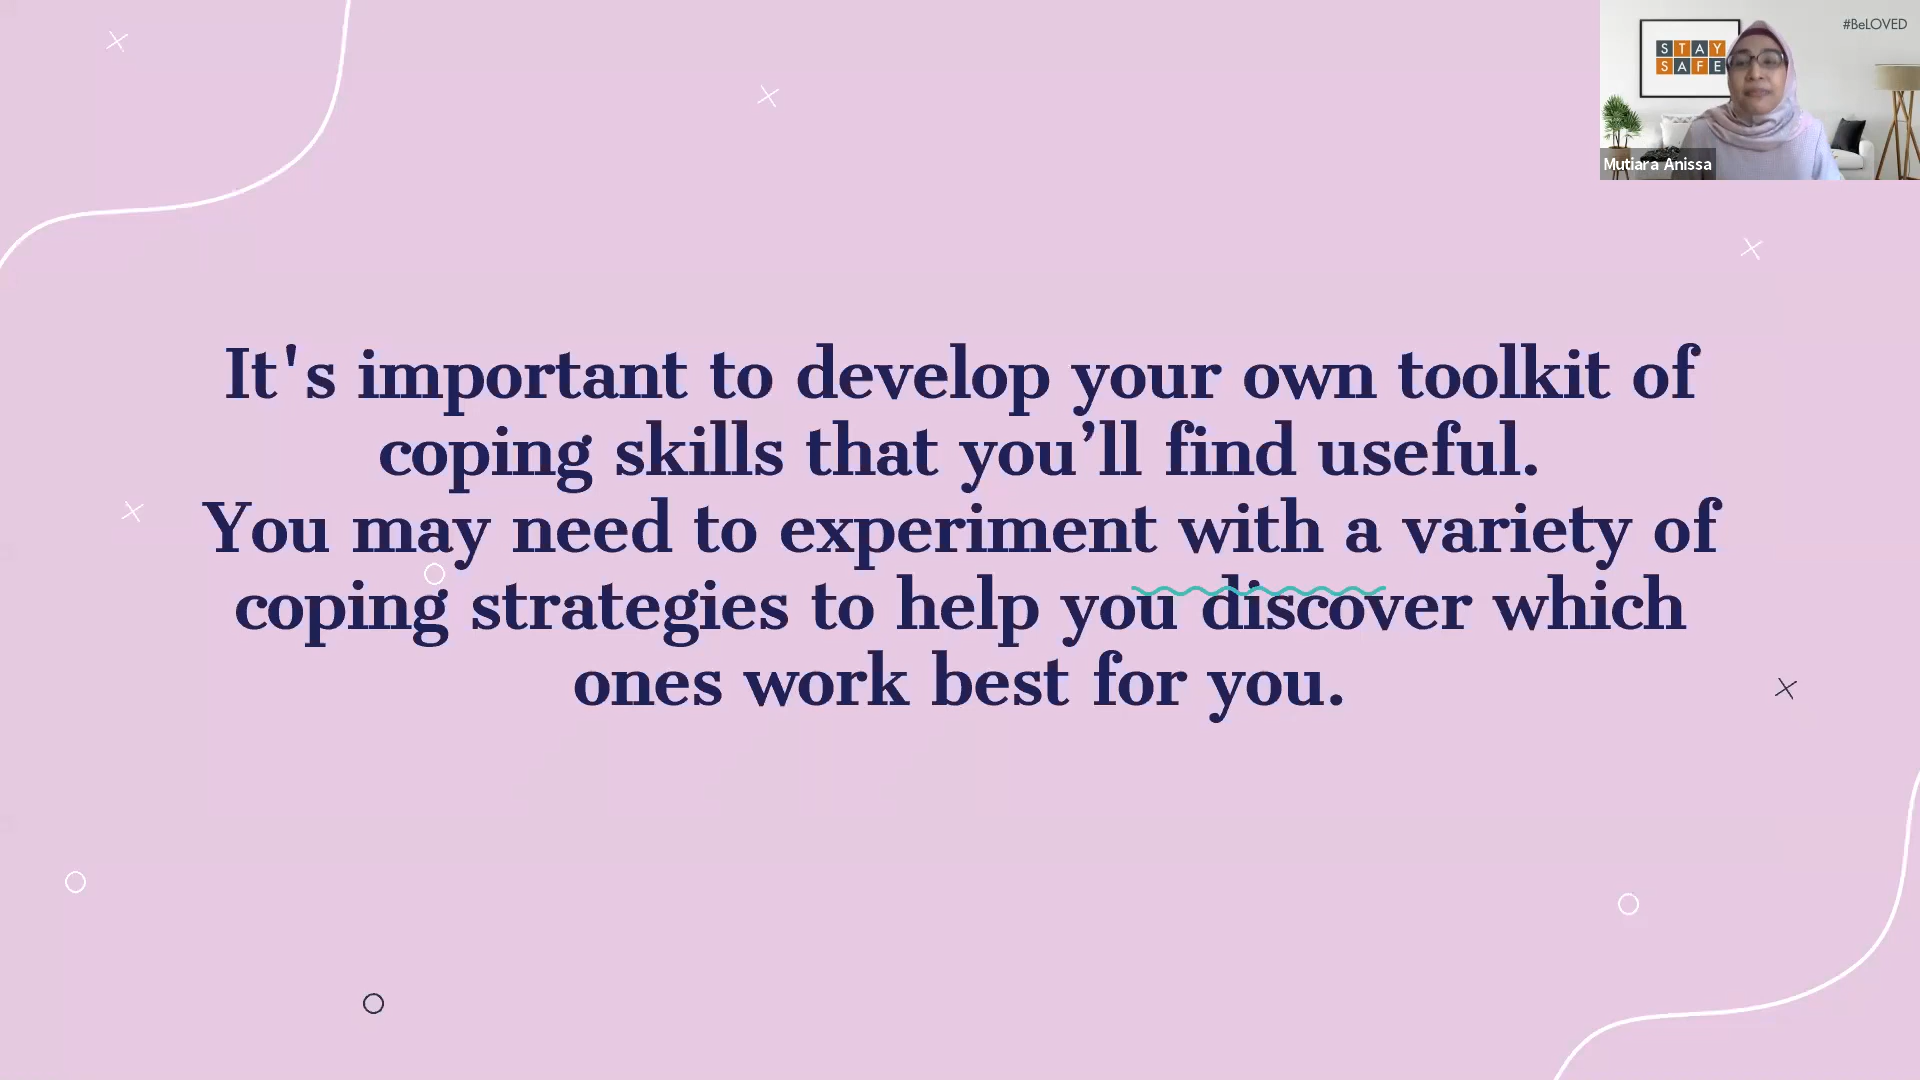 #BeLOVED
STAY
SAFE
Mutiara Anissa
It's important to develop your own toolkit of
coping skills that you’ll find useful.
You may need to experiment with a variety of
coping strategies to help you discover which
ones work best for you.